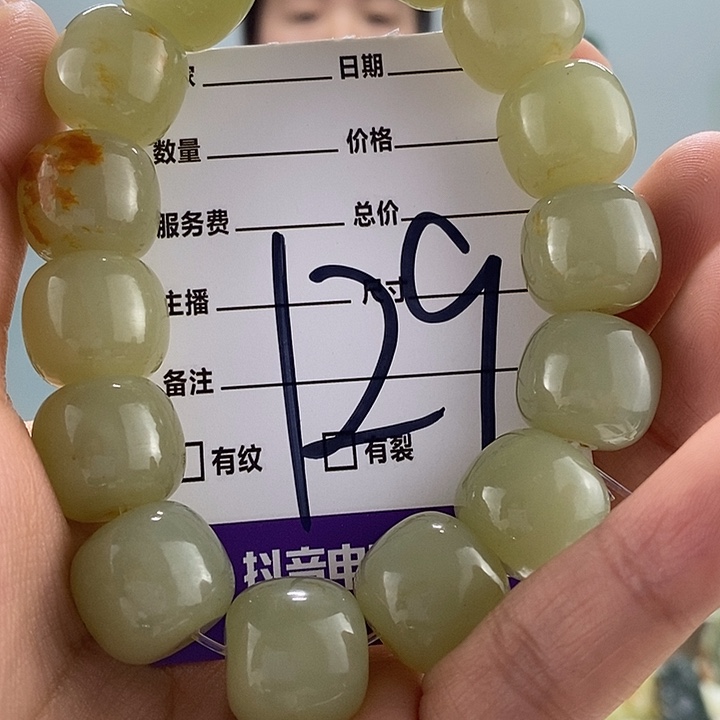 家 日期
数量 价格
服务费 总价
主播 尺寸
129
备注
有纹 有裂
抖音电